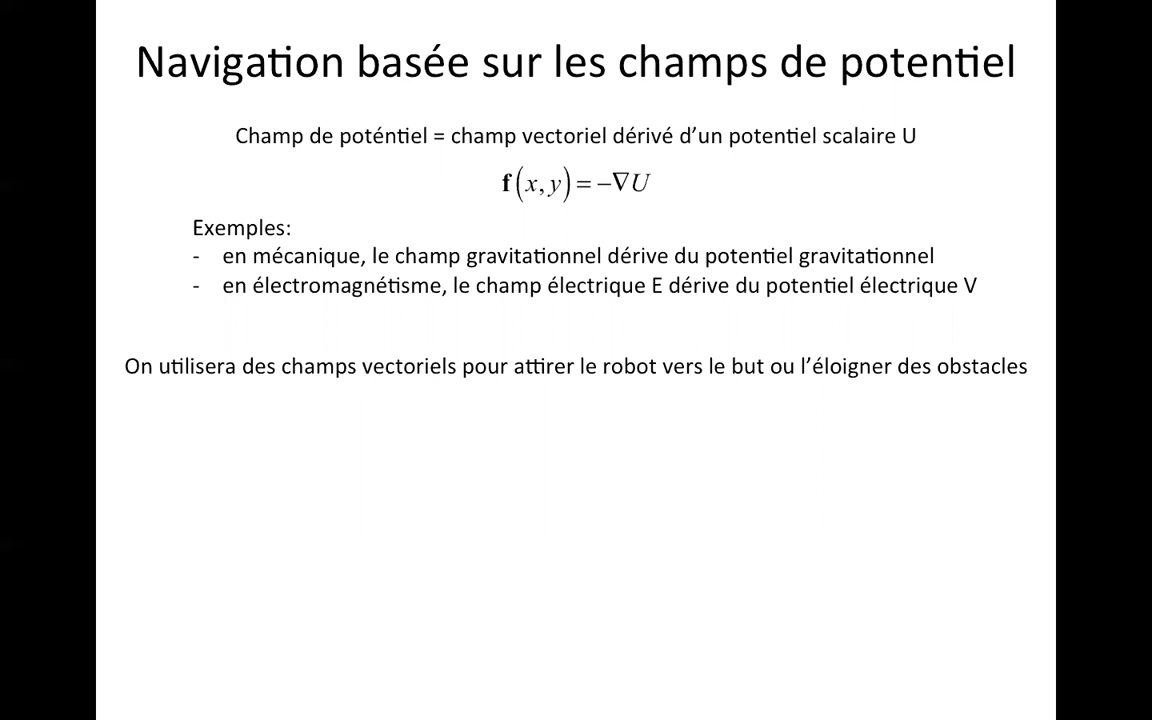 Navigation basée sur les champs de potentiel
Champ de poténtiel = champ vectoriel dérivé d’un potentiel scalaire U
f(x,y)=−∇U
Exemples:
- en mécanique, le champ gravitationnel dérive du potentiel gravitationnel
- en électromagnétisme, le champ électrique E dérive du potentiel électrique V
On utilisera des champs vectoriels pour attirer le robot vers le but ou l’éloigner des obstacles